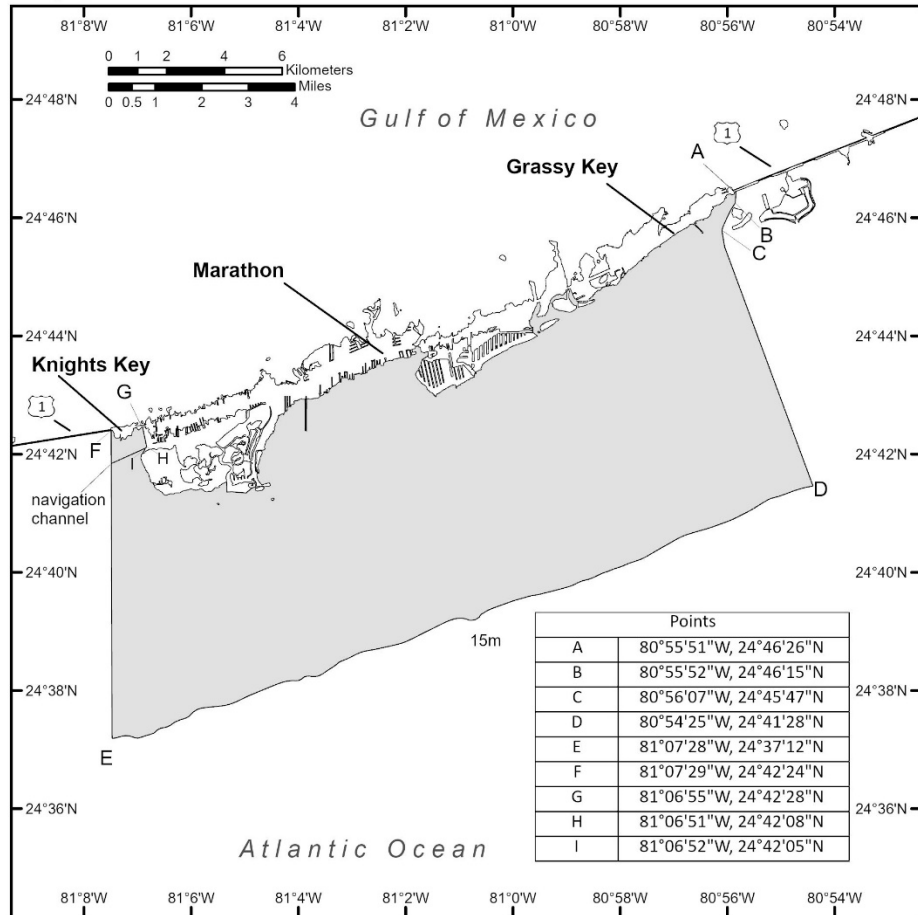 81°8'W 81°6'W 81°4'W 81°2'W 81°0'W 80°58'W 80°56'W 80°54'W
0 1 2 4 6
Kilometers
Miles
0 0.5 1 2 3 4
24°48'N 24°48'N
Gulf of Mexico
1
A
Grassy Key
24°46'N 24°46'N
B
C
Marathon
24°44'N 24°44'N
Knights Key
G
1
F
24°42'N 24°42'N
H
I
navigation
channel
D
24°40'N 24°40'N
15m
24°38'N 24°38'N
E
24°36'N 24°36'N
Atlantic Ocean
Points
A 80°55'51"W, 24°46'26"N
B 80°55'52"W, 24°46'15"N
C 80°56'07"W, 24°45'47"N
D 80°54'25"W, 24°41'28"N
E 81°07'28"W, 24°37'12"N
F 81°07'29"W, 24°42'24"N
G 81°06'55"W, 24°42'28"N
H 81°06'51"W, 24°42'08"N
I 81°06'52"W, 24°42'05"N
81°8'W 81°6'W 81°4'W 81°2'W 81°0'W 80°58'W 80°56'W 80°54'W